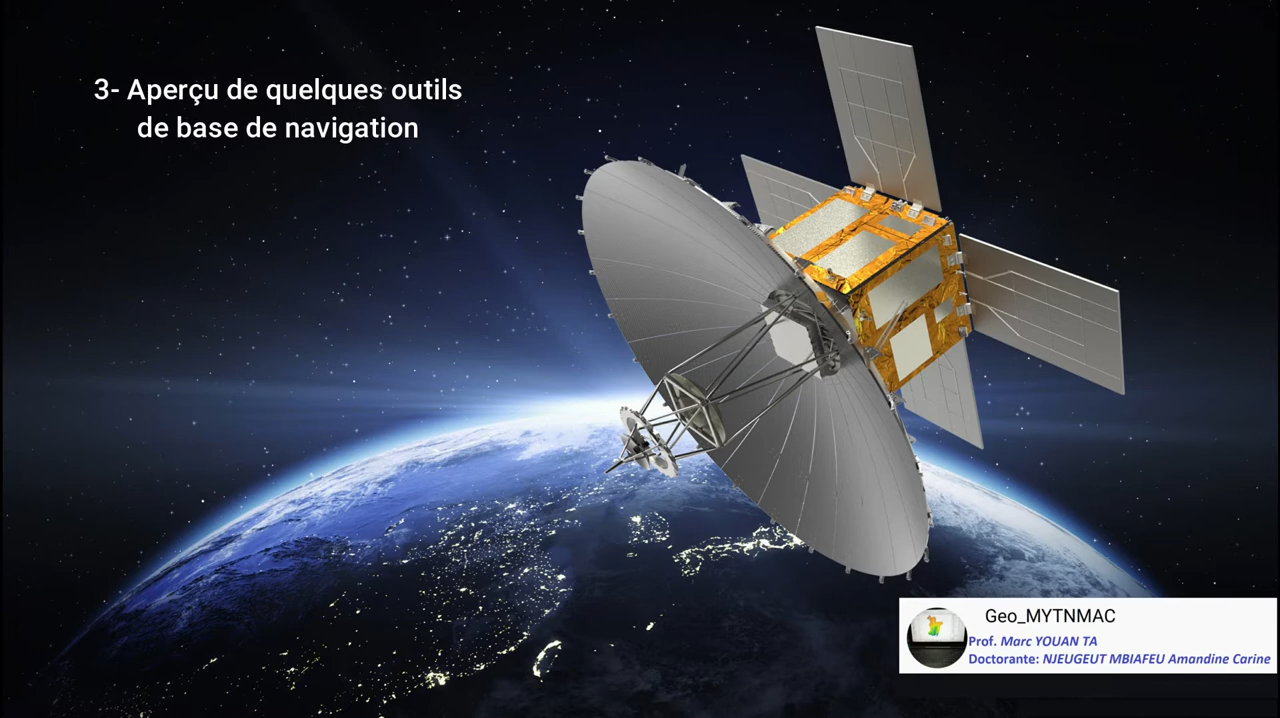 3- Aperçu de quelques outils
de base de navigation
Geo_MYTNMAC
Prof. Marc YOUAN TA
Doctorante: NJEUGEUT MBIAFEU Amandine Carine